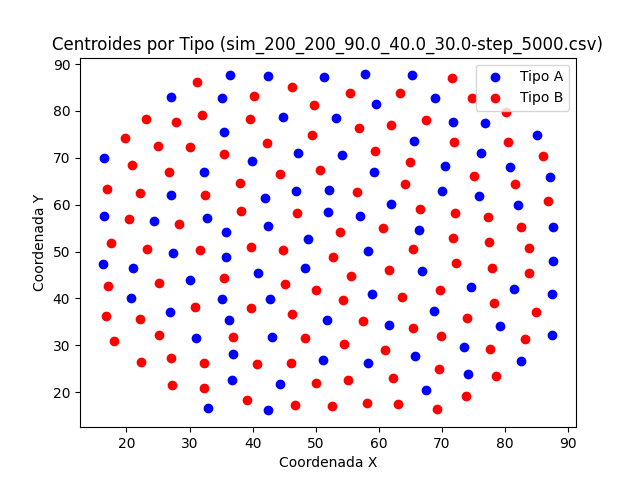 Centroides por Tipo (sim_200_200_90.0_40.0_30.0-step_5000.csv)
Tipo A
Tipo B
90
80
70
60
50
40
30
20
Coordenada Y
20 30 40 50 60 70 80 90
Coordenada X